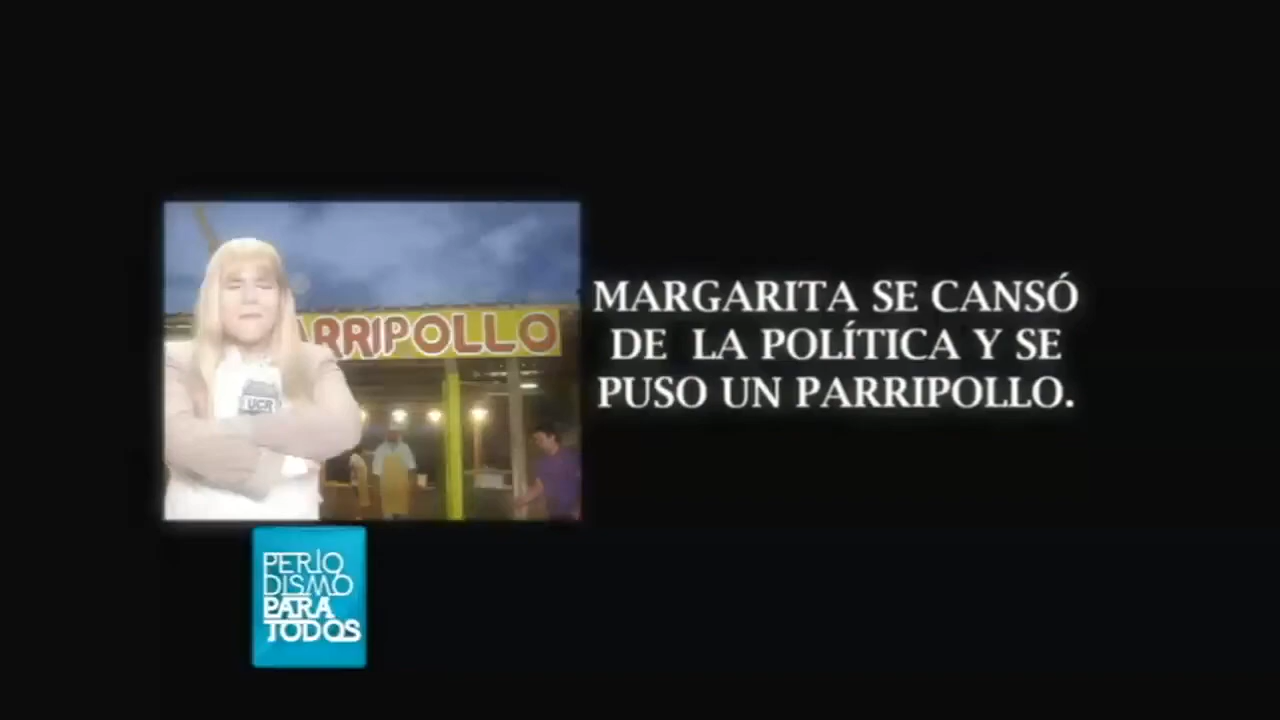 ARRIPOLLO
UCR
MARGARITA SE CANSÓ
DE LA POLÍTICA Y SE
PUSO UN PARRIPOLLO.
PERIO
DISMO
PARA
TODOS